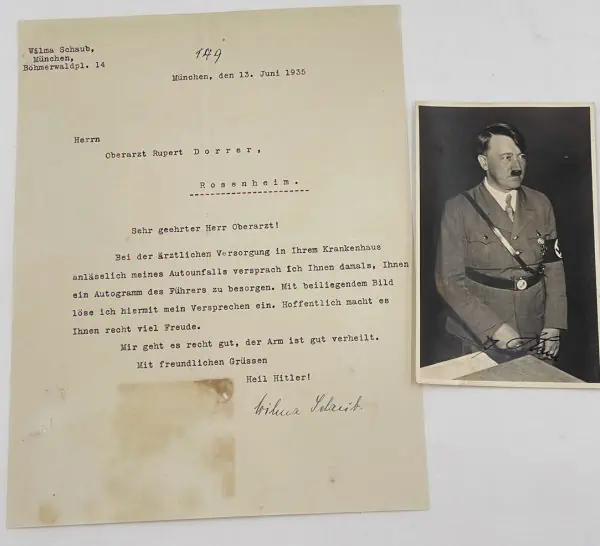 Wilma Schaub,
München,
Böhmerwaldpl. 14
149
München, den 13. Juni 1935
Herrn
Oberarzt Rupert Dorrer,
Rosenheim.
Sehr geehrter Herr Oberarzt!
Bei der ärztlichen Versorgung in Ihrem Krankenhaus
anlässlich meines Autounfalls versprach ich Ihnen damals, Ihnen
ein Autogramm des Führers zu besorgen. Mit beiliegendem Bild
löse ich hiermit mein Versprechen ein. Hoffentlich macht es
Ihnen recht viel Freude.
Mir geht es recht gut, der Arm ist gut verheilt.
Mit freundlichen Grüssen
Heil Hitler!
Wilma Schaub.